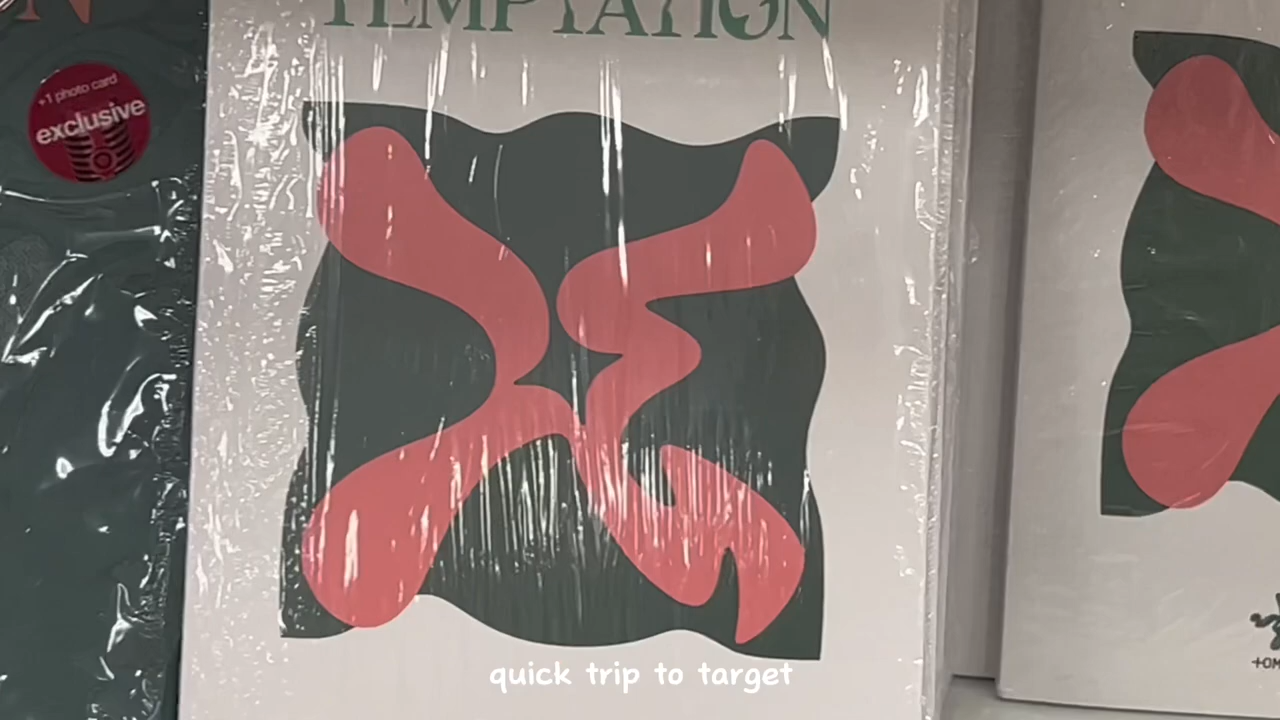 TEMPTATION
+1 photo card
exclusive
quick trip to target